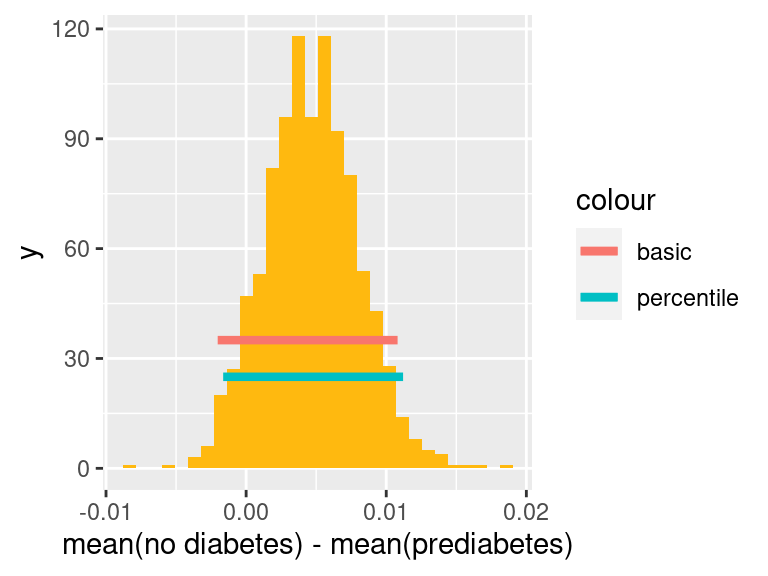 120
90
60
30
0
y
-0.01
0.00
0.01
0.02
mean(no diabetes) - mean(prediabetes)
colour
basic
percentile